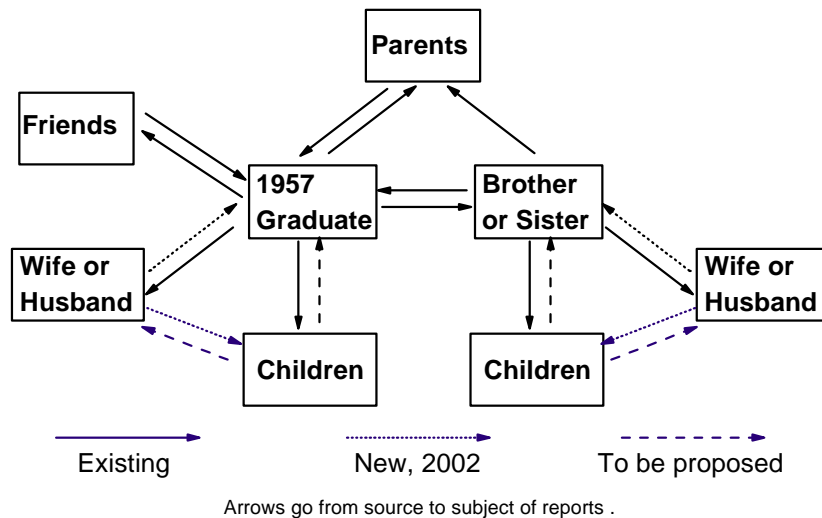 Parents
Friends
1957
Graduate
Brother
or Sister
Wife or
Husband
Wife or
Husband
Children
Children
Existing
New, 2002
To be proposed
Arrows go from source to subject of reports .